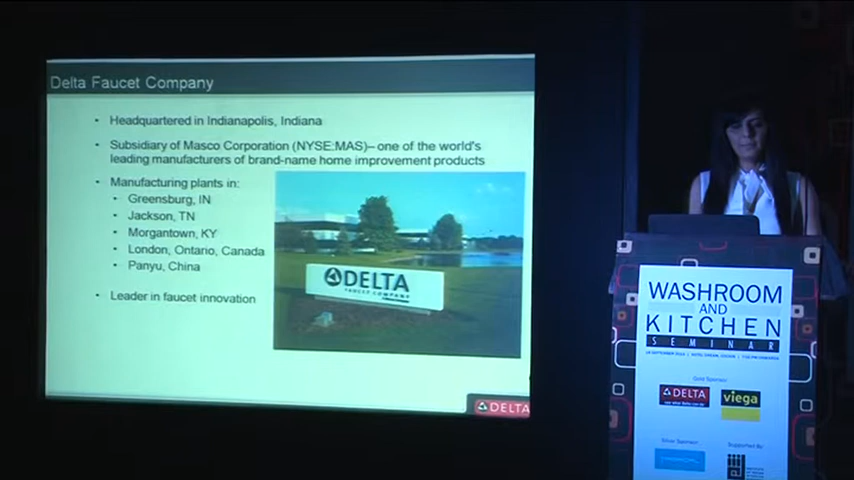 Delta Faucet Company
• Headquartered in Indianapolis, Indiana
• Subsidiary of Masco Corporation (NYSE:MAS)– one of the world's
leading manufacturers of brand-name home improvement products
• Manufacturing plants in:
• Greensburg, IN
• Jackson, TN
• Morgantown, KY
• London, Ontario, Canada
• Panyu, China
• Leader in faucet innovation
DELTA
FAUCET COMPANY
DELTA
WASHROOM
AND
KITCHEN
SEMINAR
Gold Sponsor
DELTA
viega
Silver Sponsor
Supported By